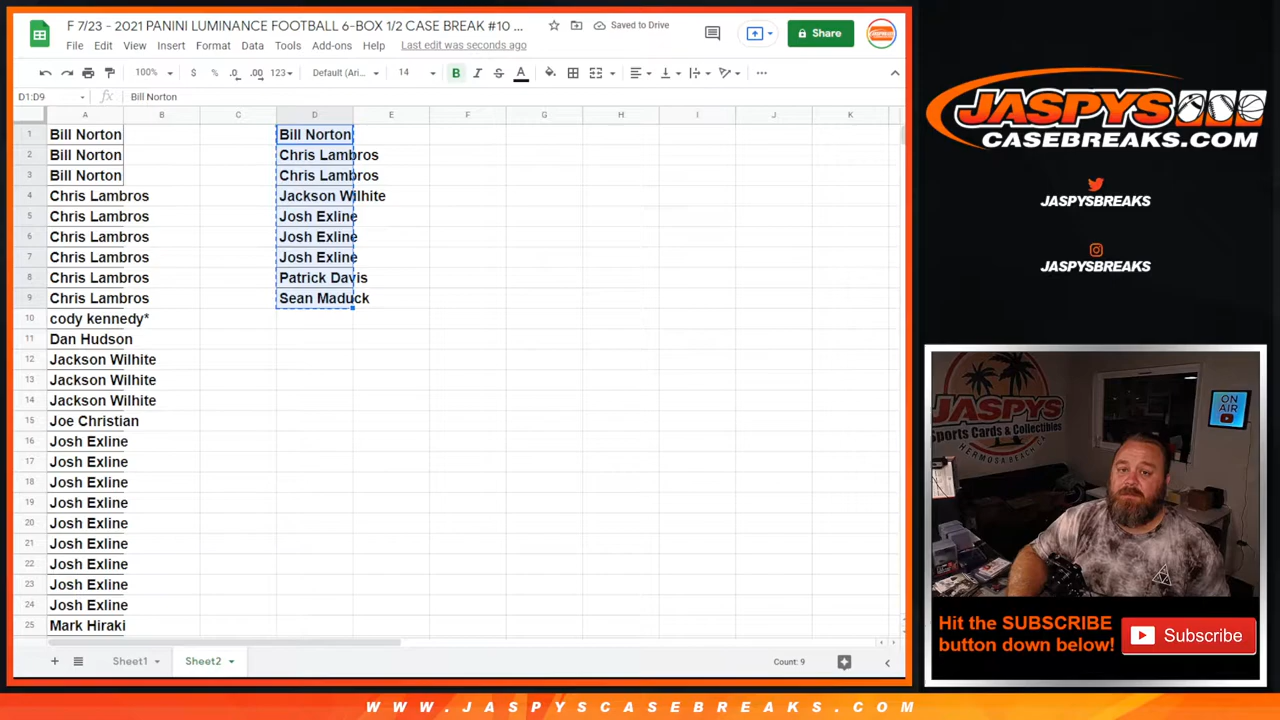 F 7/23 - 2021 PANINI LUMINANCE FOOTBALL 6-BOX 1/2 CASE BREAK #10 ...
Saved to Drive
Share
File Edit View Insert Format Data Tools Add-ons Help Last edit was seconds ago
100% $ % .0 .00 123 Default (Ari... 14 B I S A
D1:D9 fx Bill Norton
A B C D E F G H I J K
1 Bill Norton Bill Norton
2 Bill Norton Chris Lambros
3 Bill Norton Chris Lambros
4 Chris Lambros Jackson Wilhite
5 Chris Lambros Josh Exline
6 Chris Lambros Josh Exline
7 Chris Lambros Josh Exline
8 Chris Lambros Patrick Davis
9 Chris Lambros Sean Maduck
10 cody kennedy*
11 Dan Hudson
12 Jackson Wilhite
13 Jackson Wilhite
14 Jackson Wilhite
15 Joe Christian
16 Josh Exline
17 Josh Exline
18 Josh Exline
19 Josh Exline
20 Josh Exline
21 Josh Exline
22 Josh Exline
23 Josh Exline
24 Josh Exline
25 Mark Hiraki
Sheet1 Sheet2 Count: 9
JASPYS
CASEBREAKS.COM
JASPYSBREAKS
JASPYSBREAKS
JASPYS
Sports Cards & Collectibles
HERMOSA BEACH, CA
ON
AIR
Hit the SUBSCRIBE
button down below!
Subscribe
WWW.JASPYSCASEBREAKS.COM